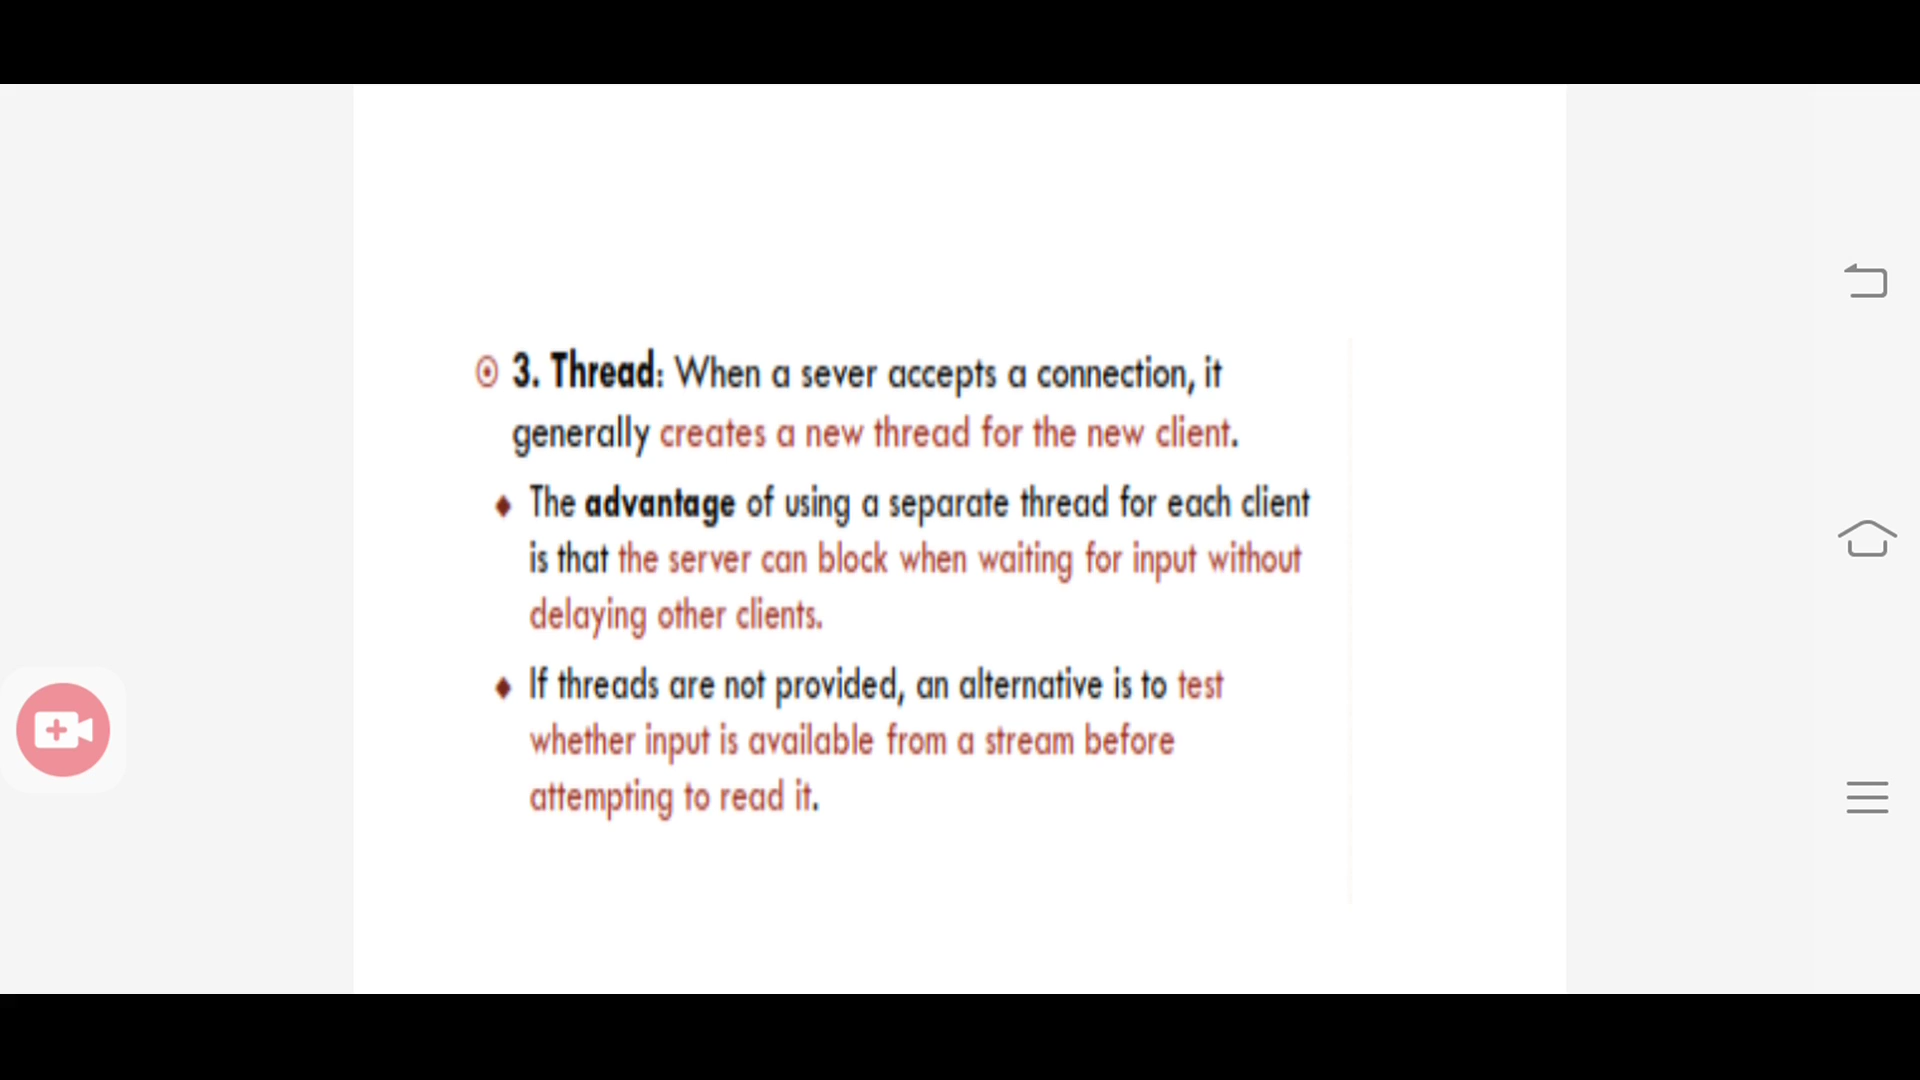 3. Thread: When a sever accepts a connection, it
generally creates a new thread for the new client.
The advantage of using a separate thread for each client
is that the server can block when waiting for input without
delaying other clients.
If threads are not provided, an alternative is to test
whether input is available from a stream before
attempting to read it.